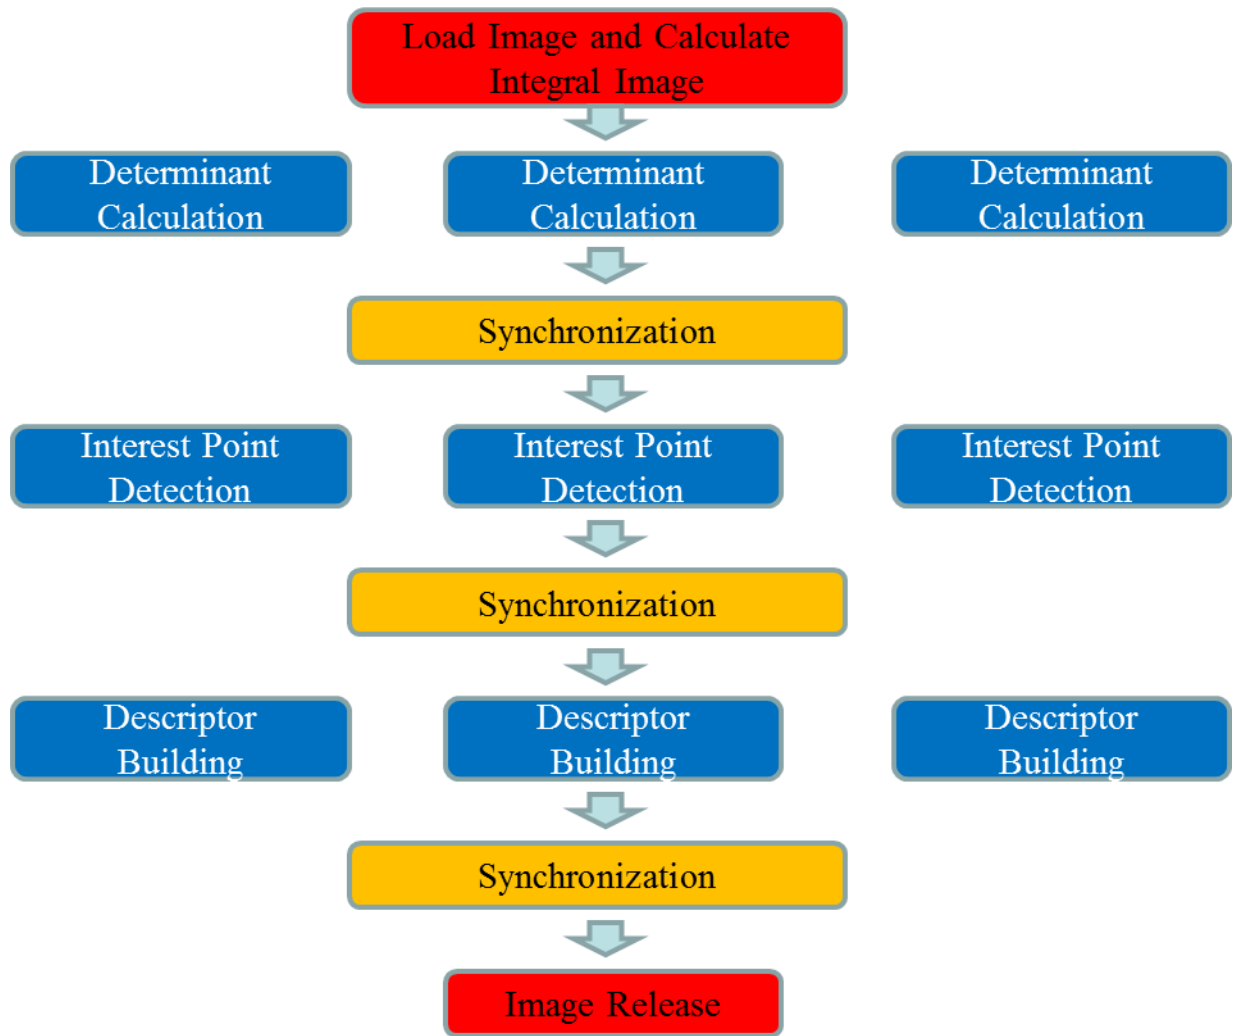 Load Image and Calculate
Integral Image
Determinant
Calculation
Determinant
Calculation
Determinant
Calculation
Synchronization
Interest Point
Detection
Interest Point
Detection
Interest Point
Detection
Synchronization
Descriptor
Building
Descriptor
Building
Descriptor
Building
Synchronization
Image Release